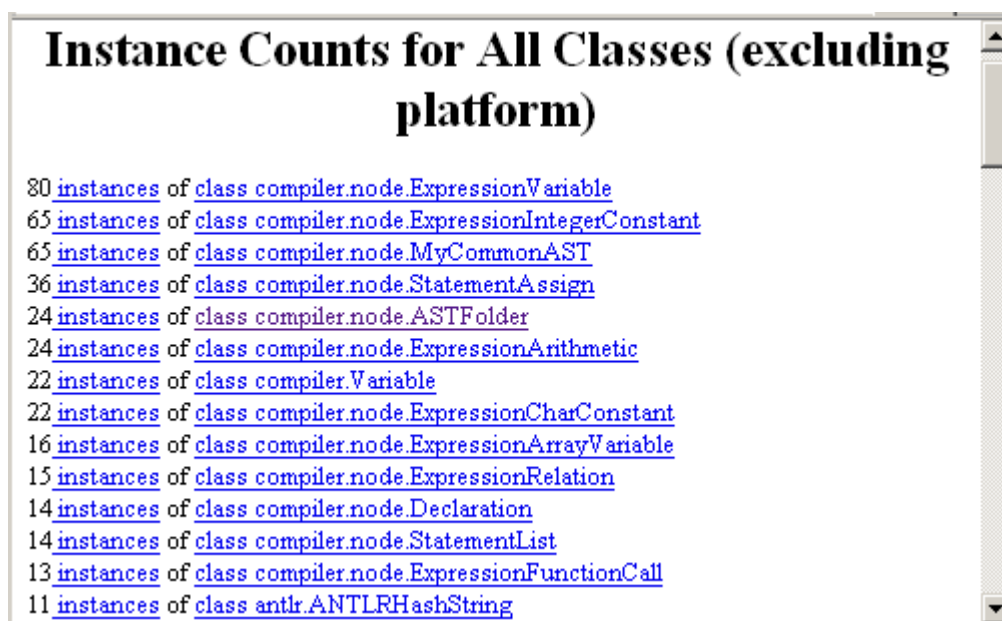 Instance Counts for All Classes (excluding
platform)
80 instances of class compiler.node.ExpressionVariable
65 instances of class compiler.node.ExpressionIntegerConstant
65 instances of class compiler.node.MyCommonAST
36 instances of class compiler.node.StatementAssign
24 instances of class compiler.node.ASTFolder
24 instances of class compiler.node.ExpressionArithmetic
22 instances of class compiler.Variable
22 instances of class compiler.node.ExpressionCharConstant
16 instances of class compiler.node.ExpressionArrayVariable
15 instances of class compiler.node.ExpressionRelation
14 instances of class compiler.node.Declaration
14 instances of class compiler.node.StatementList
13 instances of class compiler.node.ExpressionFunctionCall
11 instances of class antlr.ANTLRHashString